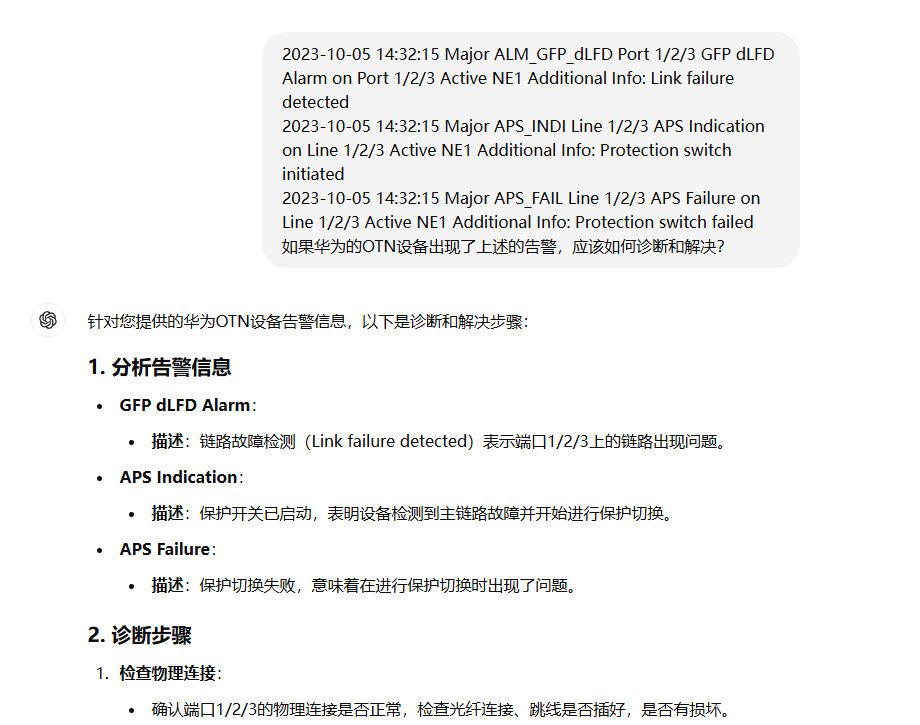 2023-10-05 14:32:15 Major ALM_GFP_dLFD Port 1/2/3 GFP dLFD
Alarm on Port 1/2/3 Active NE1 Additional Info: Link failure
detected
2023-10-05 14:32:15 Major APS_INDI Line 1/2/3 APS Indication
on Line 1/2/3 Active NE1 Additional Info: Protection switch
initiated
2023-10-05 14:32:15 Major APS_FAIL Line 1/2/3 APS Failure on
Line 1/2/3 Active NE1 Additional Info: Protection switch failed
如果华为的OTN设备出现了上述的告警，应该如何诊断和解决？
针对您提供的华为OTN设备告警信息，以下是诊断和解决步骤：
1. 分析告警信息
• GFP dLFD Alarm：
• 描述：链路故障检测（Link failure detected）表示端口1/2/3上的链路出现问题。
• APS Indication：
• 描述：保护开关已启动，表明设备检测到主链路故障并开始进行保护切换。
• APS Failure：
• 描述：保护切换失败，意味着在进行保护切换时出现了问题。
2. 诊断步骤
1. 检查物理连接：
• 确认端口1/2/3的物理连接是否正常，检查光纤连接、跳线是否插好，是否有损坏。